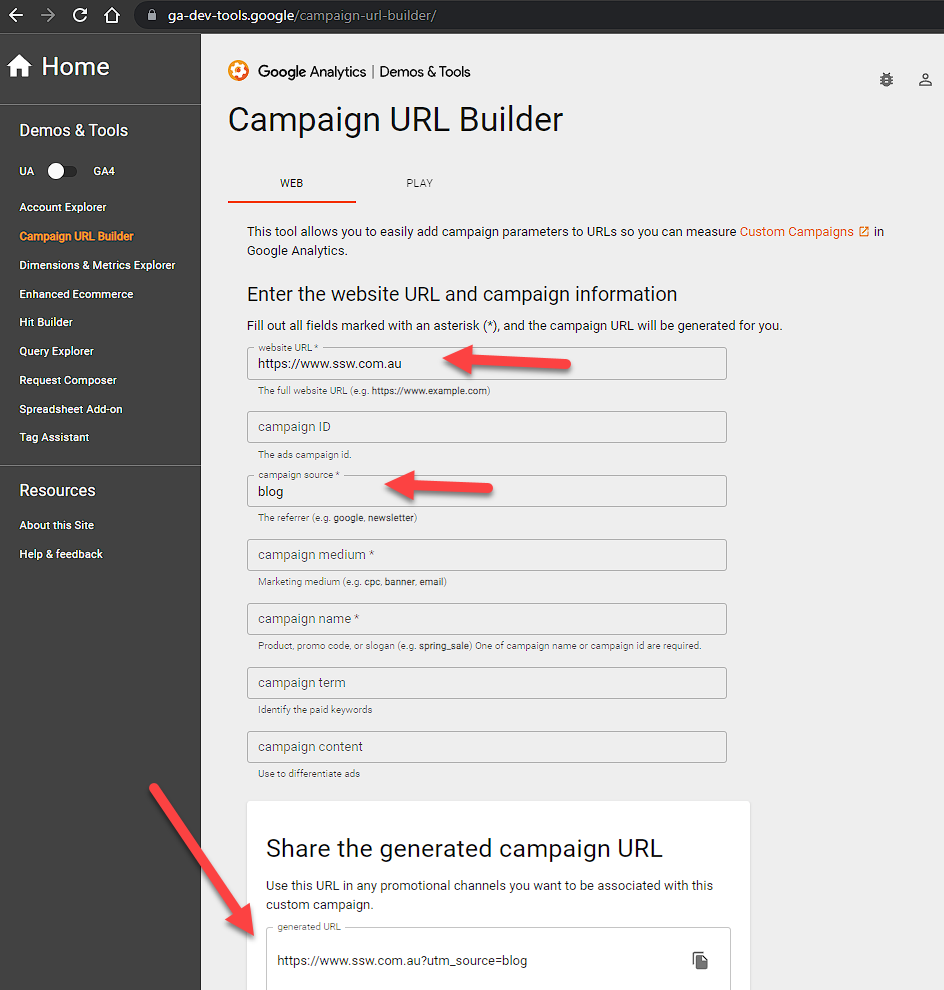 ga-dev-tools.google/campaign-url-builder/
Home
Demos & Tools
UA GA4
Account Explorer
Campaign URL Builder
Dimensions & Metrics Explorer
Enhanced Ecommerce
Hit Builder
Query Explorer
Request Composer
Spreadsheet Add-on
Tag Assistant
Resources
About this Site
Help & feedback
Google Analytics | Demos & Tools
Campaign URL Builder
WEB PLAY
This tool allows you to easily add campaign parameters to URLs so you can measure Custom Campaigns in
Google Analytics.
Enter the website URL and campaign information
Fill out all fields marked with an asterisk (*), and the campaign URL will be generated for you.
website URL *
https://www.ssw.com.au
The full website URL (e.g. https://www.example.com)
campaign ID
The ads campaign id.
campaign source *
blog
The referrer (e.g. google, newsletter)
campaign medium *
Marketing medium (e.g. cpc, banner, email)
campaign name *
Product, promo code, or slogan (e.g. spring_sale) One of campaign name or campaign id are required.
campaign term
Identify the paid keywords
campaign content
Use to differentiate ads
Share the generated campaign URL
Use this URL in any promotional channels you want to be associated with this
custom campaign.
generated URL
https://www.ssw.com.au?utm_source=blog